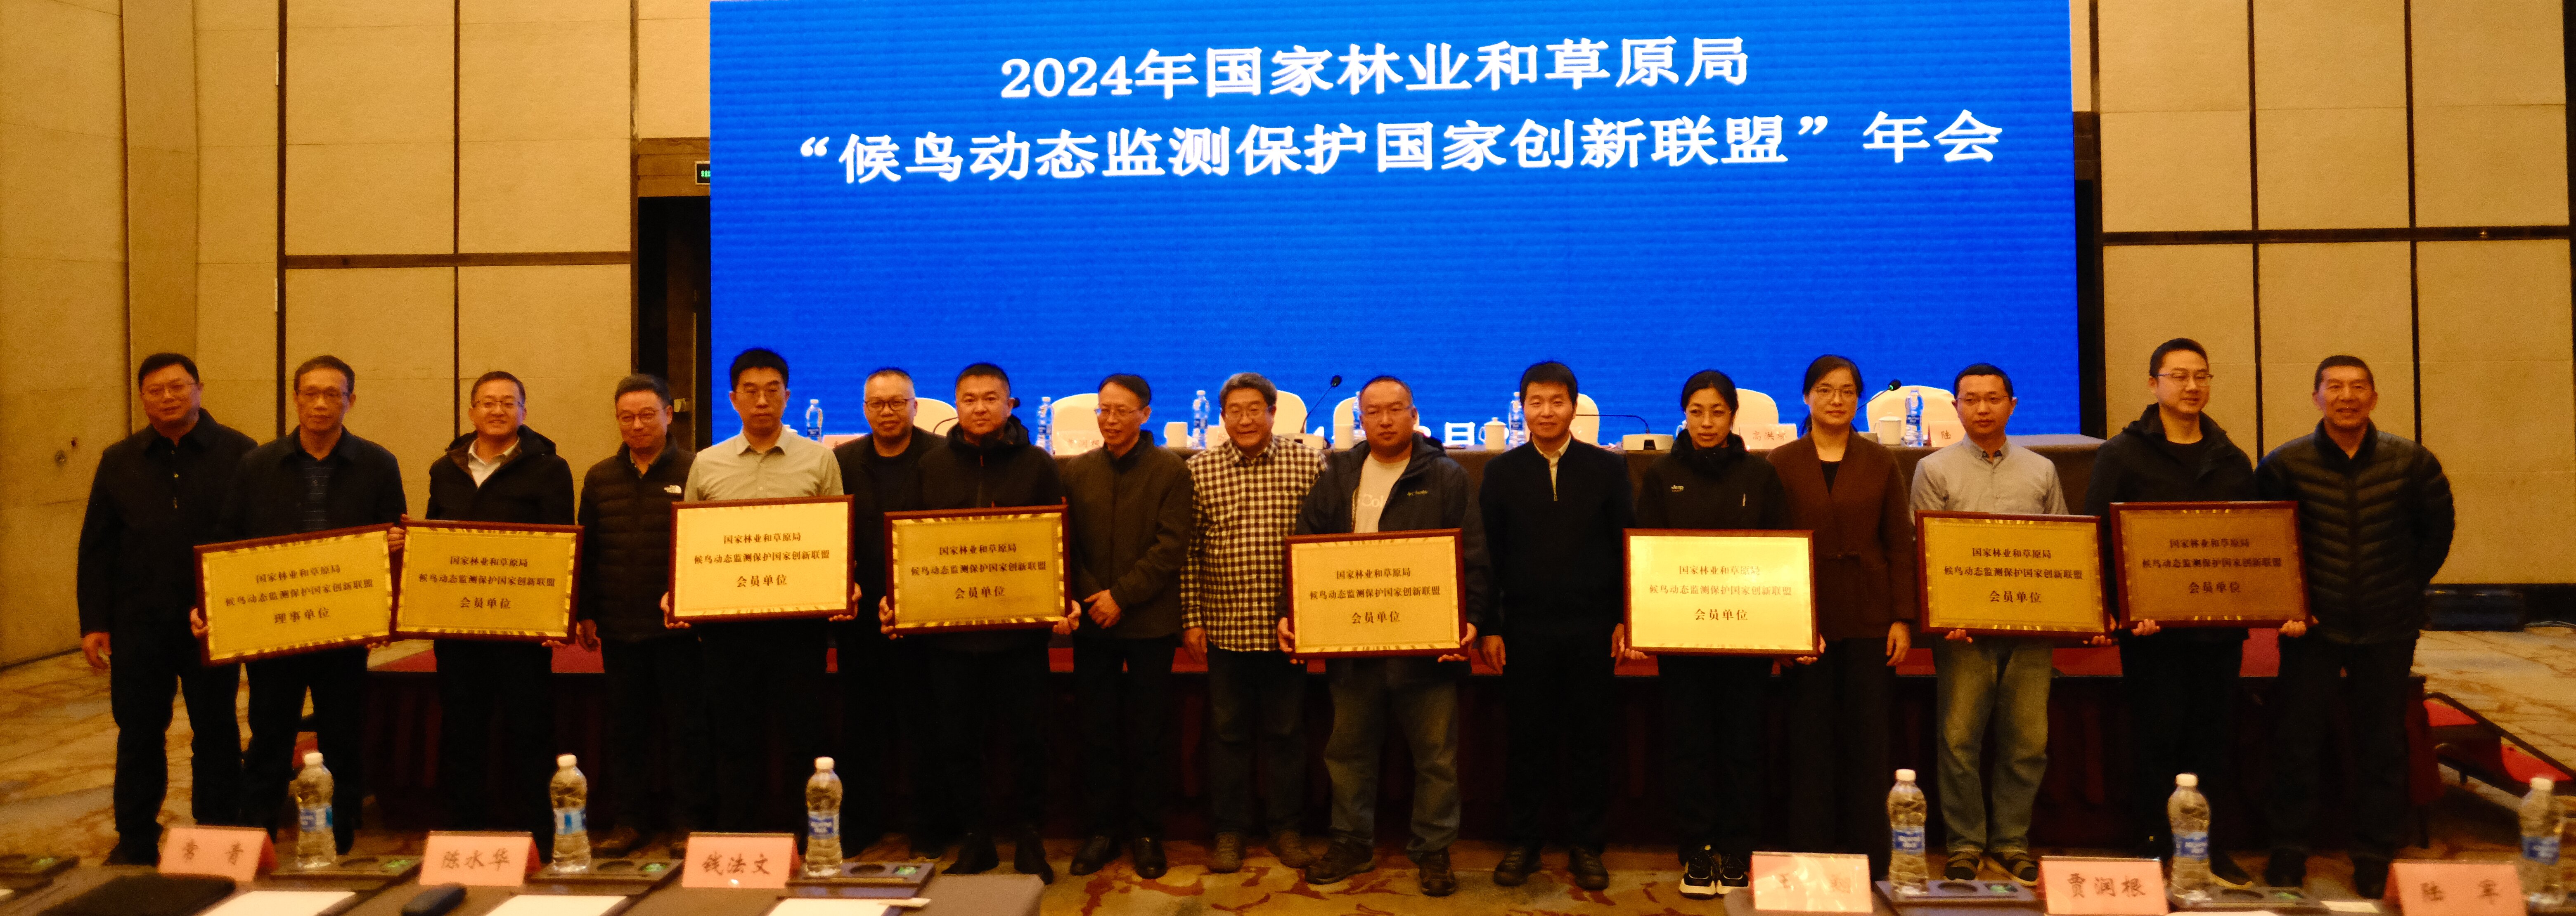 2024年国家林业和草原局
“候鸟动态监测保护国家创新联盟”年会
国家林业和草原局
候鸟动态监测保护国家创新联盟
理事单位
国家林业和草原局
候鸟动态监测保护国家创新联盟
会员单位
国家林业和草原局
候鸟动态监测保护国家创新联盟
会员单位
国家林业和草原局
候鸟动态监测保护国家创新联盟
会员单位
国家林业和草原局
候鸟动态监测保护国家创新联盟
会员单位
国家林业和草原局
候鸟动态监测保护国家创新联盟
会员单位
国家林业和草原局
候鸟动态监测保护国家创新联盟
会员单位
国家林业和草原局
候鸟动态监测保护国家创新联盟
会员单位
常青
陈水华
钱法文
贾润根
陆军